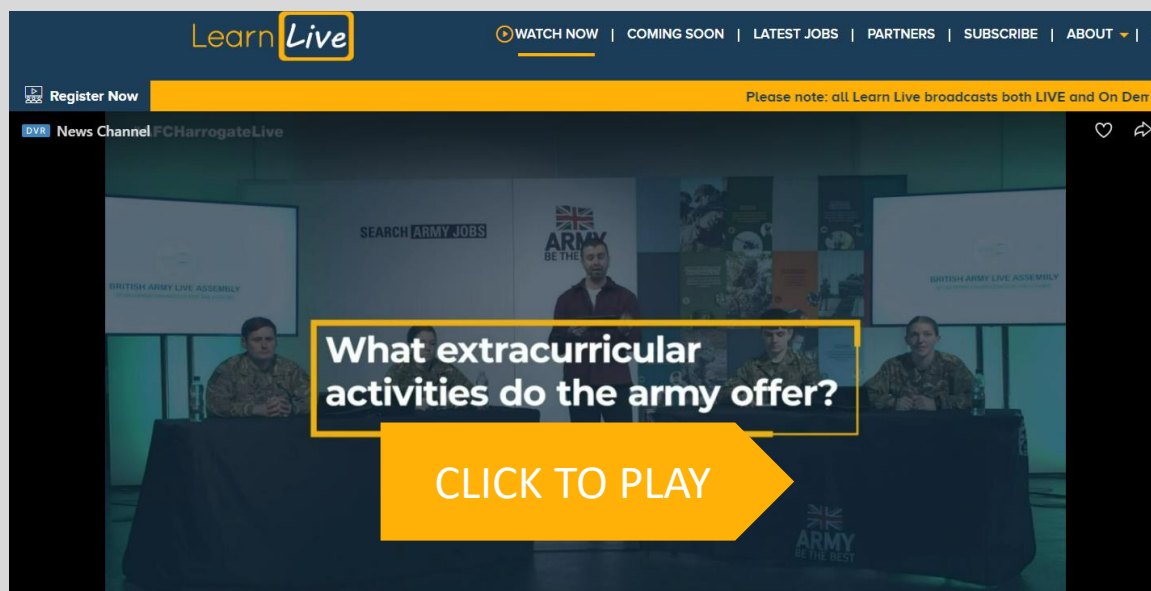 Learn Live
WATCH NOW | COMING SOON | LATEST JOBS | PARTNERS | SUBSCRIBE | ABOUT |
Register Now
Please note: all Learn Live broadcasts both LIVE and On Dem
DVR News Channel FCHarrogateLive
SEARCH ARMY JOBS
ARMY
BE THE
BRITISH ARMY LIVE ASSEMBLY
BRITISH ARMY LIVE ASSEMBLY
What extracurricular
activities do the army offer?
CLICK TO PLAY
ARMY
BE THE BEST